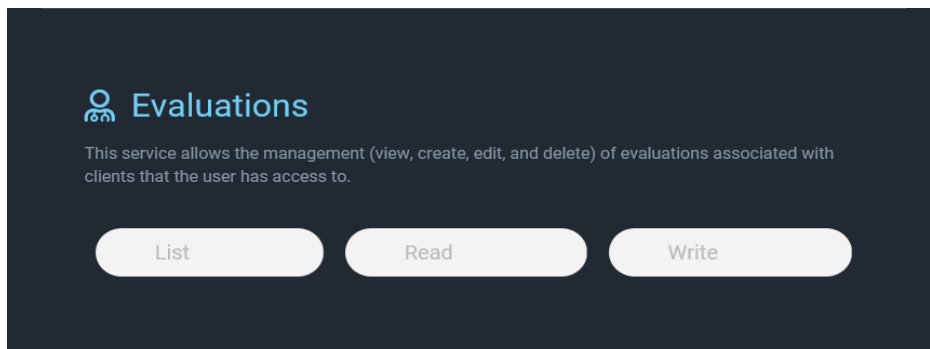 Evaluations
This service allows the management (view, create, edit, and delete) of evaluations associated with
clients that the user has access to.
List Read Write